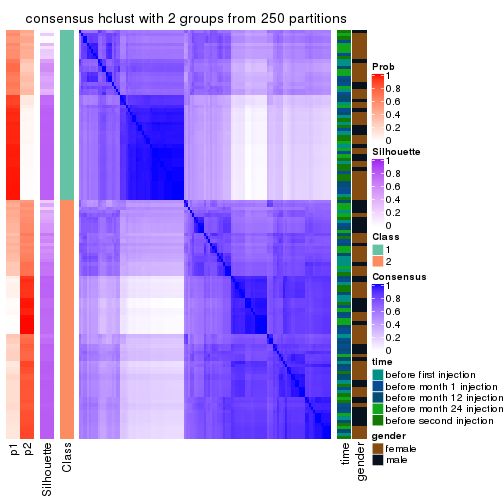 consensus hclust with 2 groups from 250 partitions
Prob
1
0.8
0.6
0.4
0.2
0
Silhouette
1
0.8
0.6
0.4
0.2
0
Class
1
2
Consensus
1
0.8
0.6
0.4
0.2
0
time
before first injection
before month 1 injection
before month 12 injection
before month 24 injection
before second injection
gender
female
male
p1
p2
Silhouette
Class
time
gender